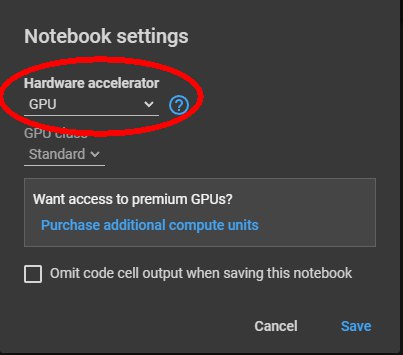 Notebook settings
Hardware accelerator
GPU
?
GPU class
Standard
Want access to premium GPUs?
Purchase additional compute units
Omit code cell output when saving this notebook
Cancel Save